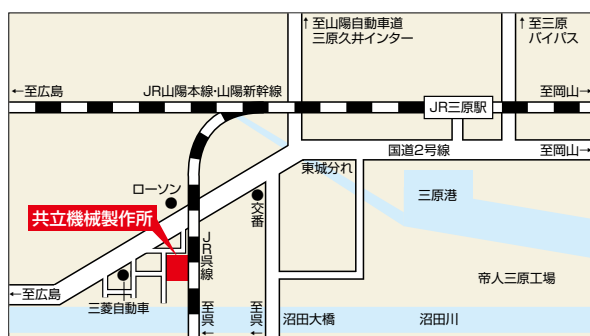 ↑至山陽自動車道
三原久井インター
↑至三原
バイパス
←至広島
JR山陽本線・山陽新幹線
至岡山→
JR三原駅
国道2号線
至岡山→
東城分れ
ローソン
三原港
交番
共立機械製作所
JR呉線
帝人三原工場
←至広島
三菱自動車
至呉←
至呉←
沼田大橋
沼田川